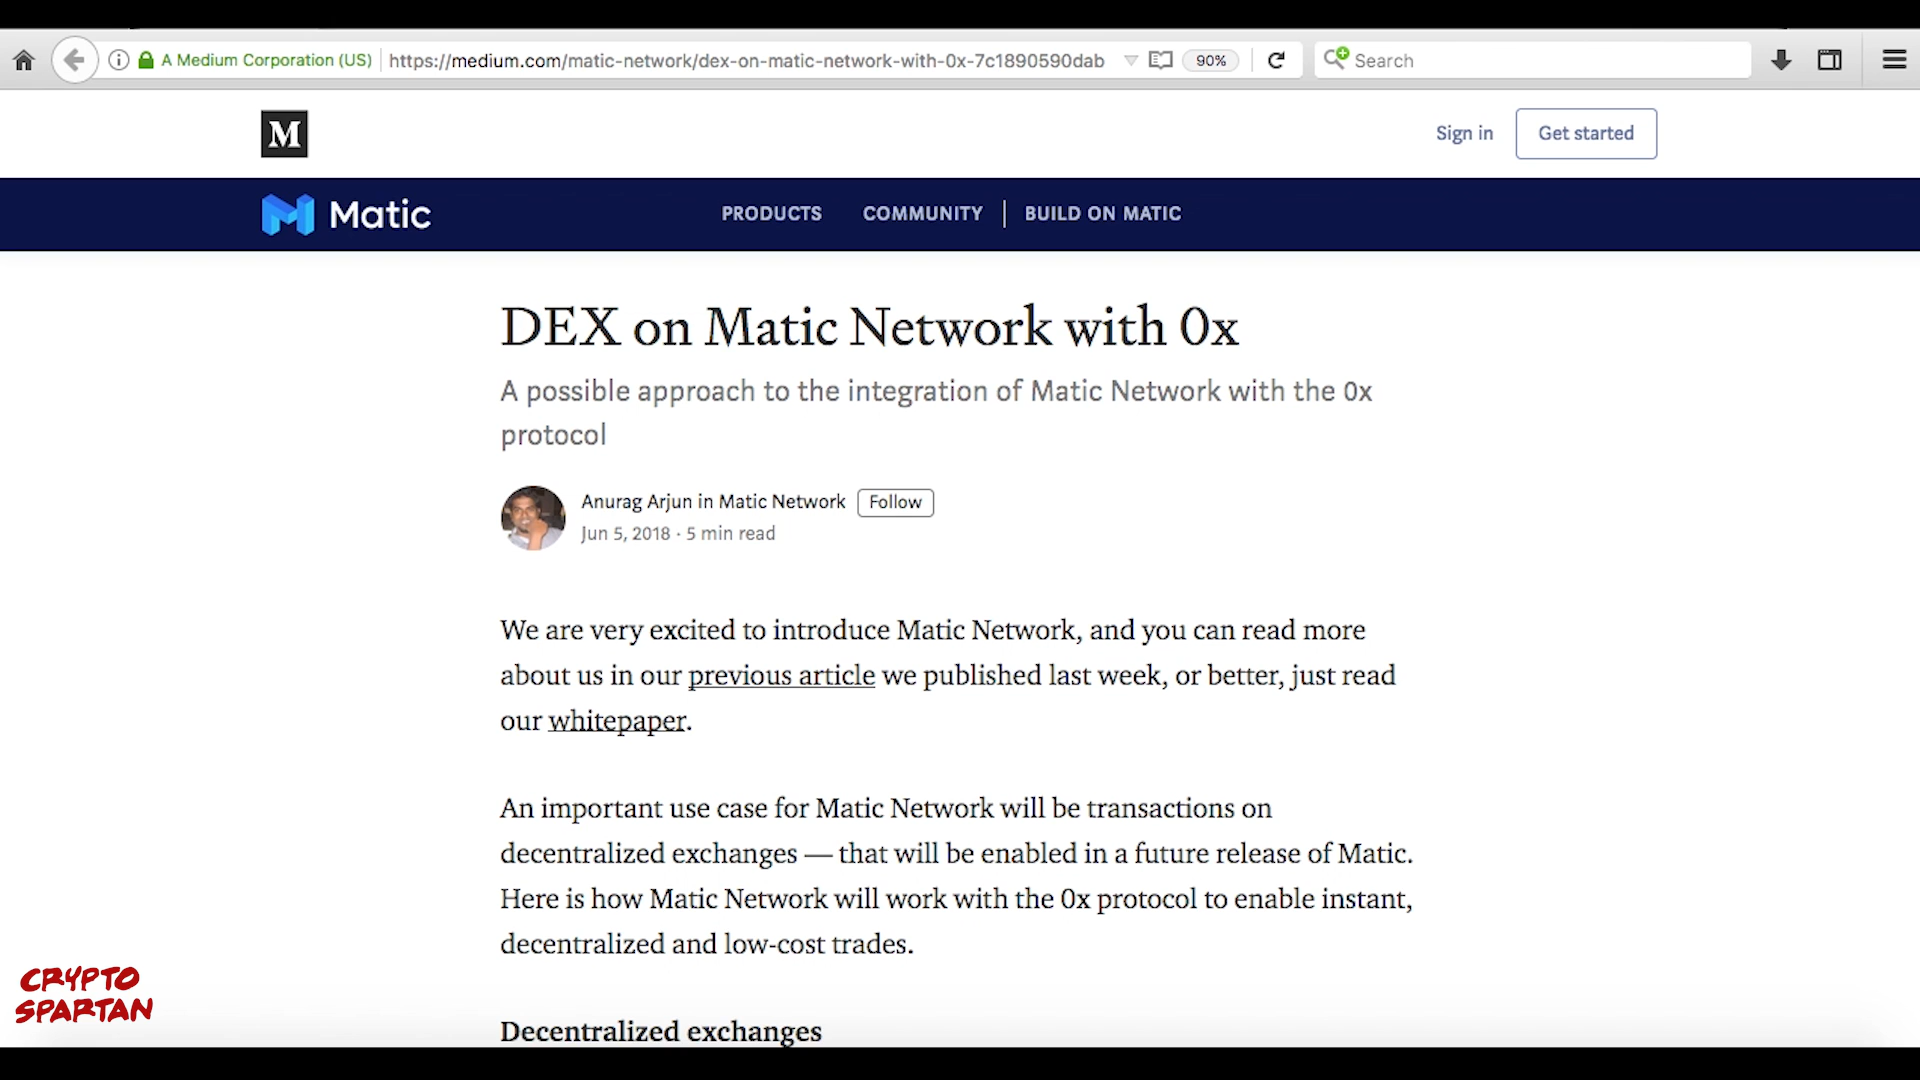 A Medium Corporation (US)
https://medium.com/matic-network/dex-on-matic-network-with-0x-7c1890590dab
90%
Search
M
Sign in
Get started
Matic
PRODUCTS
COMMUNITY
BUILD ON MATIC
DEX on Matic Network with 0x
A possible approach to the integration of Matic Network with the 0x
protocol
Anurag Arjun in Matic Network
Follow
Jun 5, 2018 · 5 min read
We are very excited to introduce Matic Network, and you can read more
about us in our previous article we published last week, or better, just read
our whitepaper.
An important use case for Matic Network will be transactions on
decentralized exchanges — that will be enabled in a future release of Matic.
Here is how Matic Network will work with the 0x protocol to enable instant,
decentralized and low-cost trades.
CRYPTO
SPARTAN
Decentralized exchanges